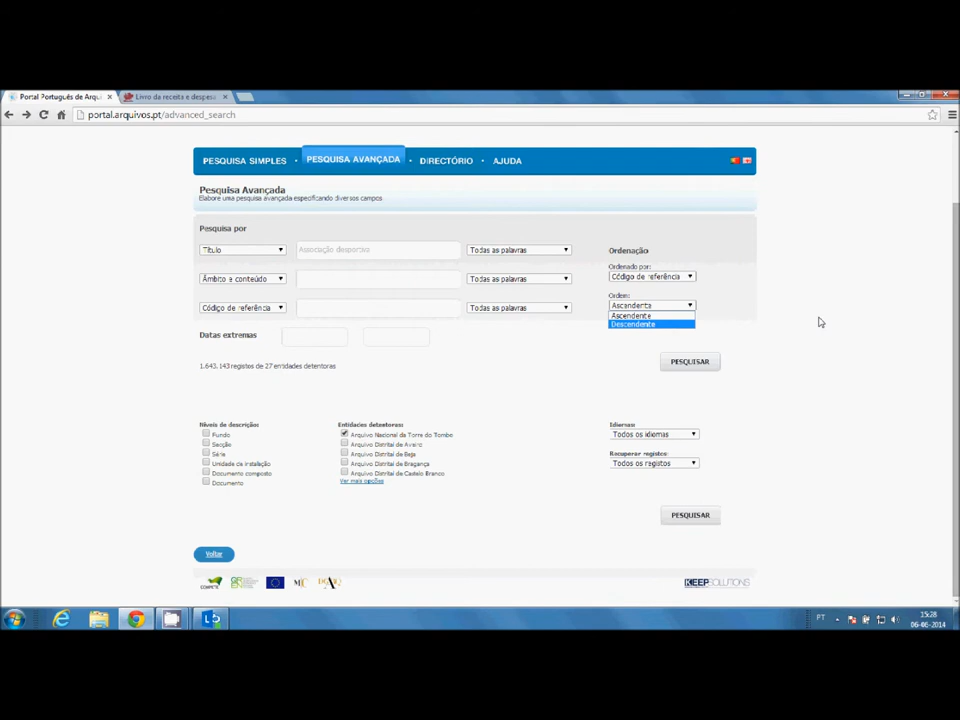 Portal Português de Arqu
Livro da receita e despesa
portal.arquivos.pt/advanced_search
PESQUISA SIMPLES • PESQUISA AVANÇADA • DIRECTÓRIO • AJUDA
Pesquisa Avançada
Elabore uma pesquisa avançada especificando diversos campos
Pesquisa por
Título
Associação desportiva
Todas as palavras
Âmbito e conteúdo
Todas as palavras
Código de referência
Todas as palavras
Datas extremas
Ordenação
Ordenado por:
Código de referência
Ordem:
Ascendente
Ascendente
Descendente
1.643.143 registos de 27 entidades detentoras
PESQUISAR
Níveis de descrições:
Fundo
Secção
Série
Unidade de instalação
Documento composto
Documento
Entidades detentoras:
Arquivo Nacional da Torre do Tombo
Arquivo Distrital de Aveiro
Arquivo Distrital de Beja
Arquivo Distrital de Bragança
Arquivo Distrital de Castelo Branco
Ver mais opções
Idiomas:
Todos os idiomas
Recuperar registos:
Todos os registos
PESQUISAR
Voltar
COMPETE
KEEP SOLUTIONS
PT
15:28
06-06-2014